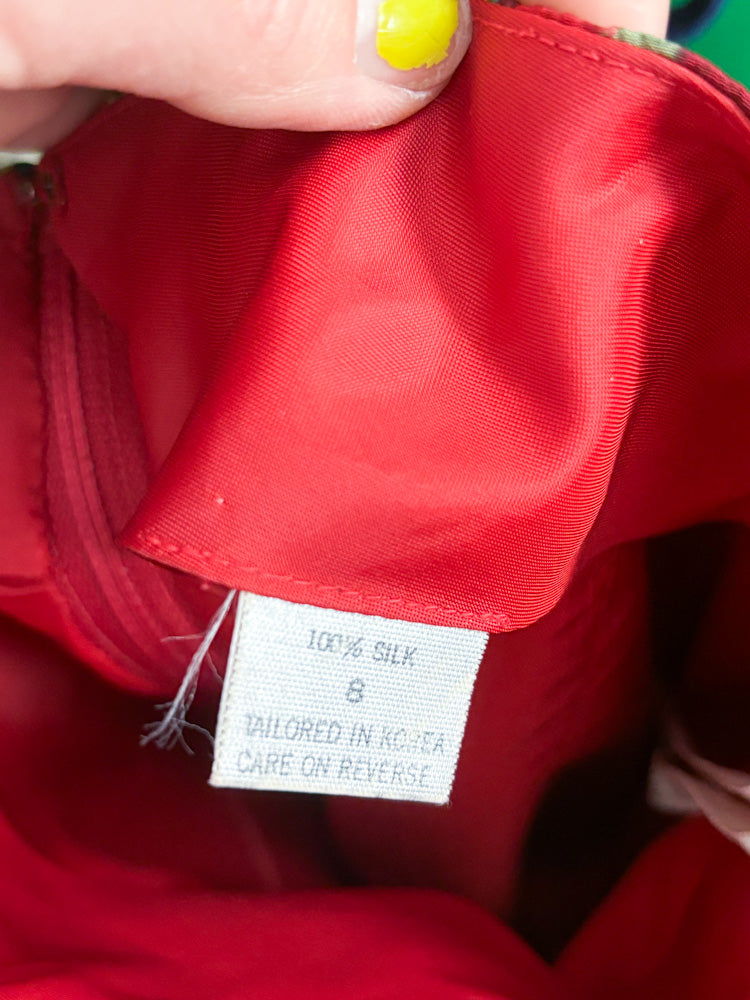 100% SILK
8
TAILORED IN KOREA
CARE ON REVERSE